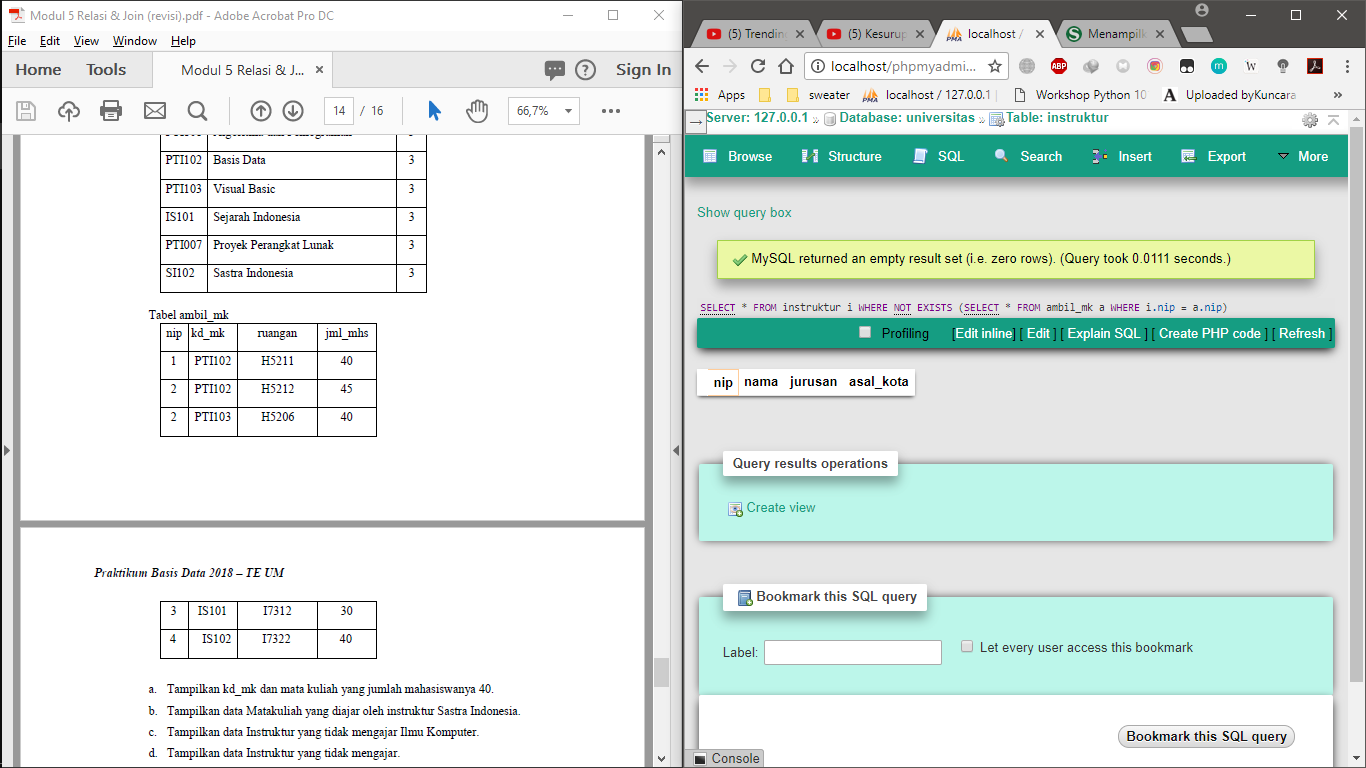 Modul 5 Relasi & Join (revisi).pdf - Adobe Acrobat Pro DC
File Edit View Window Help
Home Tools Modul 5 Relasi & J... × Sign In
14 / 16 66,7%
PTI102 Basis Data 3
PTI103 Visual Basic 3
IS101 Sejarah Indonesia 3
PTI007 Proyek Perangkat Lunak 3
SI102 Sastra Indonesia 3
Tabel ambil_mk
nip kd_mk ruangan jml_mhs
1 PTI102 H5211 40
2 PTI102 H5212 45
2 PTI103 H5206 40
Praktikum Basis Data 2018 – TE UM
3 IS101 I7312 30
4 IS102 I7322 40
a. Tampilkan kd_mk dan mata kuliah yang jumlah mahasiswanya 40.
b. Tampilkan data Matakuliah yang diajar oleh instruktur Sastra Indonesia.
c. Tampilkan data Instruktur yang tidak mengajar Ilmu Komputer.
d. Tampilkan data Instruktur yang tidak mengajar.
(5) Trending (5) Kesurup localhost / Menampilk
localhost/phpmyadmi...
Apps sweater localhost / 127.0.0.1 Workshop Python 10 Uploaded byKuncara »
Server: 127.0.0.1 » Database: universitas » Table: instruktur
Browse Structure SQL Search Insert Export More
Show query box
MySQL returned an empty result set (i.e. zero rows). (Query took 0.0111 seconds.)
SELECT * FROM instruktur i WHERE NOT EXISTS (SELECT * FROM ambil_mk a WHERE i.nip = a.nip)
Profiling [Edit inline] [ Edit ] [ Explain SQL ] [ Create PHP code ] [ Refresh ]
nip nama jurusan asal_kota
Query results operations
Create view
Bookmark this SQL query
Label: Let every user access this bookmark
Bookmark this SQL query
Console